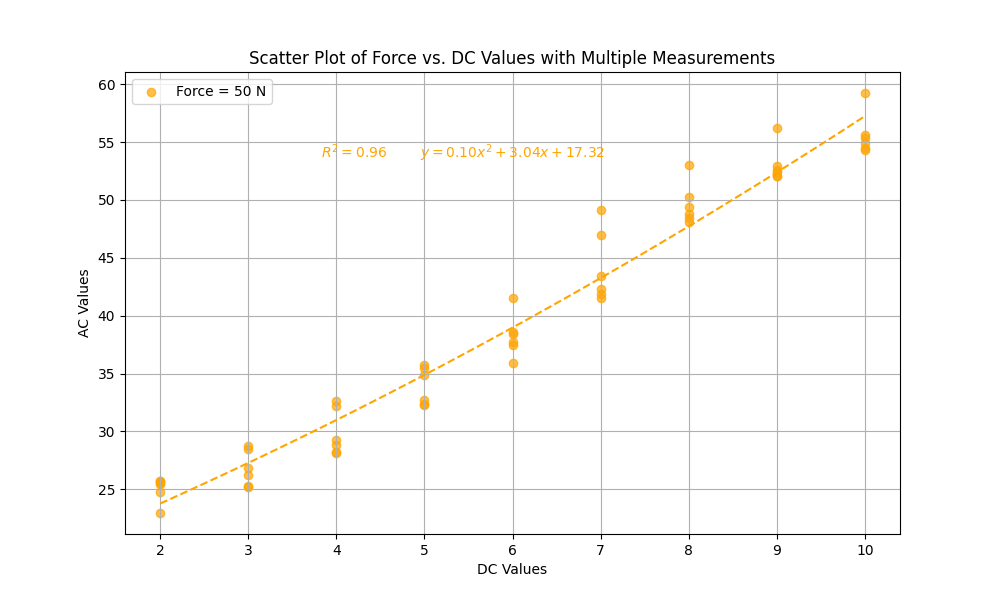 Scatter Plot of Force vs. DC Values with Multiple Measurements
Force = 50 N
R² = 0.96 y = 0.10x² + 3.04x + 17.32
AC Values
60
55
50
45
40
35
30
25
2 3 4 5 6 7 8 9 10
DC Values